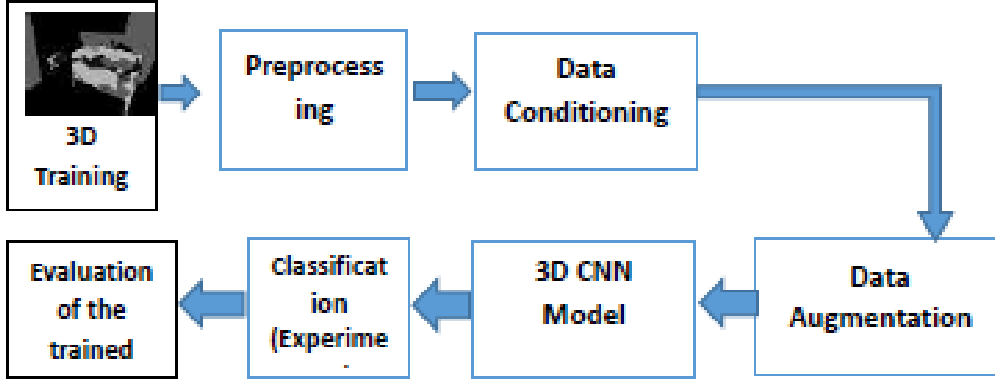 3D
Training
Preprocess
ing
Data
Conditioning
Data
Augmentation
3D CNN
Model
Classificat
ion
(Experime
Evaluation
of the
trained